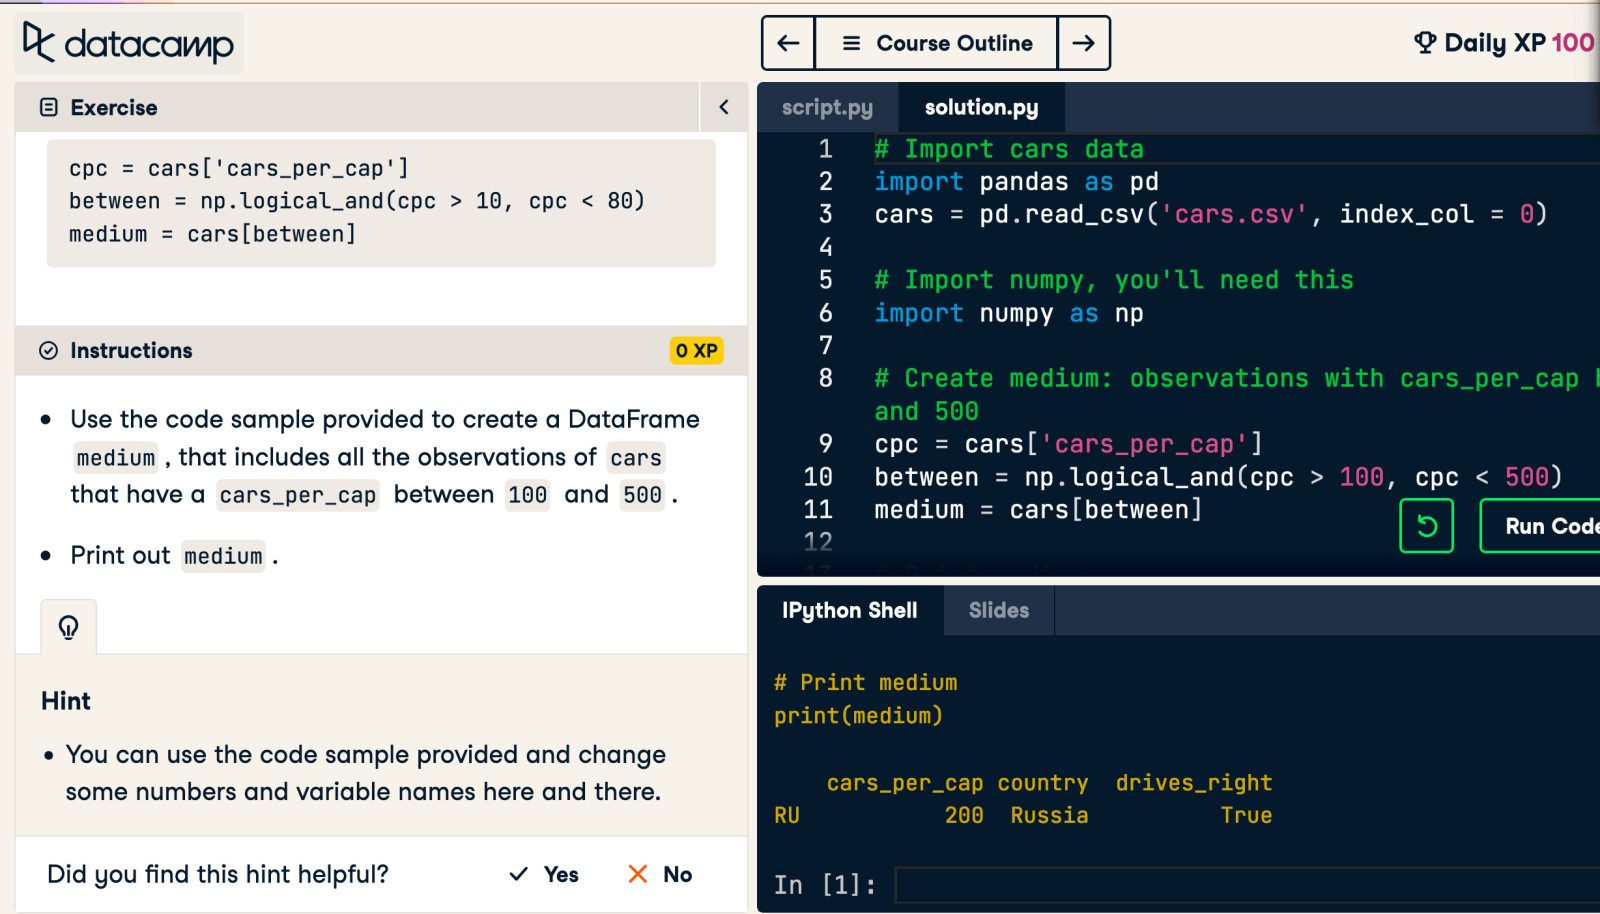 datacamp
Course Outline
Daily XP 100
Exercise
cpc = cars['cars_per_cap']
between = np.logical_and(cpc > 10, cpc < 80)
medium = cars[between]
Instructions
0 XP
Use the code sample provided to create a DataFrame
medium , that includes all the observations of cars
that have a cars_per_cap between 100 and 500 .
Print out medium .
Hint
You can use the code sample provided and change
some numbers and variable names here and there.
Did you find this hint helpful?
Yes
No
script.py
solution.py
1 # Import cars data
2 import pandas as pd
3 cars = pd.read_csv('cars.csv', index_col = 0)
4
5 # Import numpy, you'll need this
6 import numpy as np
7
8 # Create medium: observations with cars_per_cap
and 500
9 cpc = cars['cars_per_cap']
10 between = np.logical_and(cpc > 100, cpc < 500)
11 medium = cars[between]
12
Run Code
IPython Shell
Slides
# Print medium
print(medium)
cars_per_cap country drives_right
RU 200 Russia True
In [1]: